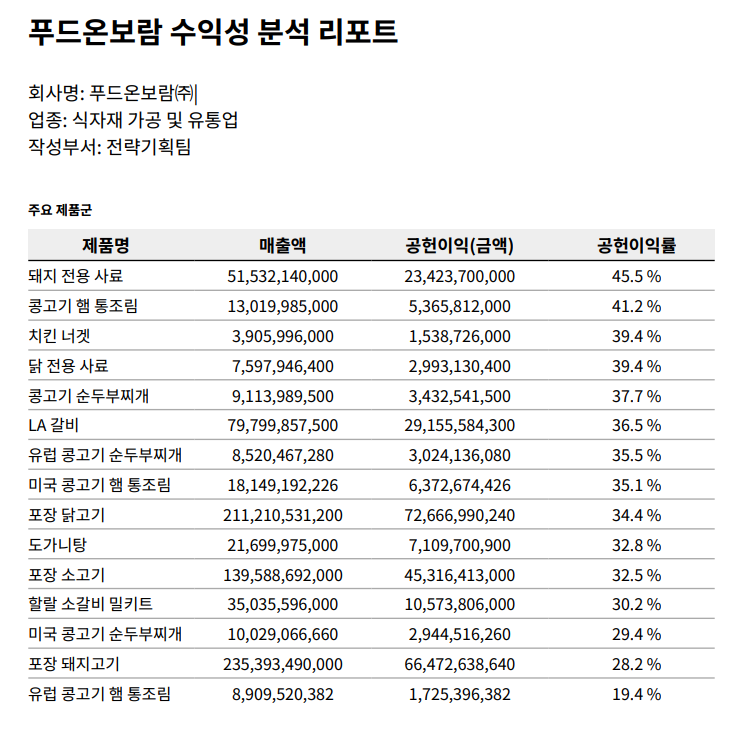 푸드온보람 수익성 분석 리포트
회사명: 푸드온보람㈜
업종: 식자재 가공 및 유통업
작성부서: 전략기획팀
주요 제품군
제품명 매출액 공헌이익(금액) 공헌이익률
돼지 전용 사료 51,532,140,000 23,423,700,000 45.5 %
콩고기 햄 통조림 13,019,985,000 5,365,812,000 41.2 %
치킨 너겟 3,905,996,000 1,538,726,000 39.4 %
닭 전용 사료 7,597,946,400 2,993,130,400 39.4 %
콩고기 순두부찌개 9,113,989,500 3,432,541,500 37.7 %
LA 갈비 79,799,857,500 29,155,584,300 36.5 %
유럽 콩고기 순두부찌개 8,520,467,280 3,024,136,080 35.5 %
미국 콩고기 햄 통조림 18,149,192,226 6,372,674,426 35.1 %
포장 닭고기 211,210,531,200 72,666,990,240 34.4 %
도가니탕 21,699,975,000 7,109,700,900 32.8 %
포장 소고기 139,588,692,000 45,316,413,000 32.5 %
할랄 소갈비 밀키트 35,035,596,000 10,573,806,000 30.2 %
미국 콩고기 순두부찌개 10,029,066,660 2,944,516,260 29.4 %
포장 돼지고기 235,393,490,000 66,472,638,640 28.2 %
유럽 콩고기 햄 통조림 8,909,520,382 1,725,396,382 19.4 %